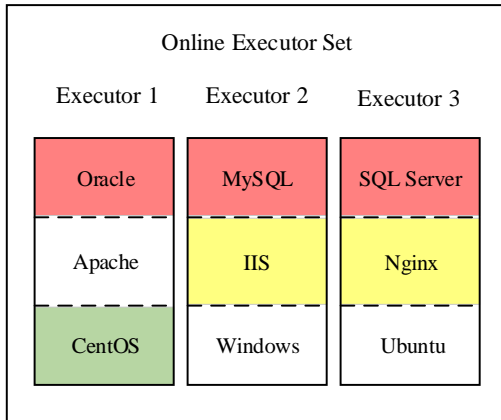 Online Executor Set
Executor 1 Executor 2 Executor 3
Oracle MySQL SQL Server
Apache IIS Nginx
CentOS Windows Ubuntu